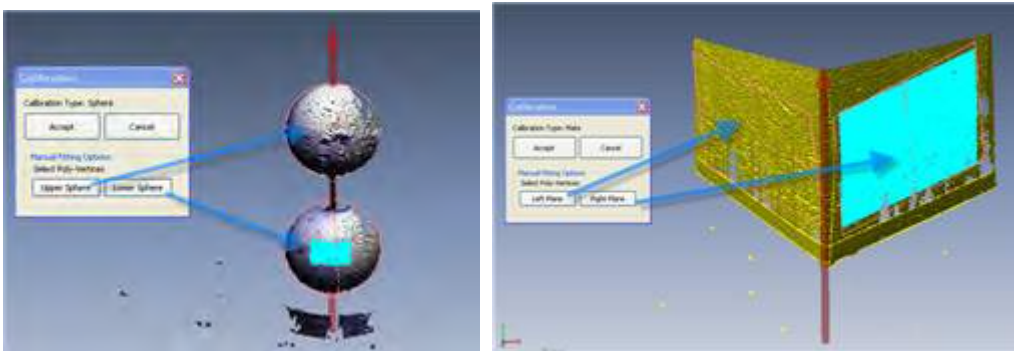 Calibration
Calibration Type: Sphere
Accept
Cancel
Manual Fitting Options
Select Poly-Vertices
Upper Sphere
Lower Sphere
Calibration
Calibration Type: Plate
Accept
Cancel
Manual Fitting Options
Select Poly-Vertices
Left Plane
Right Plane